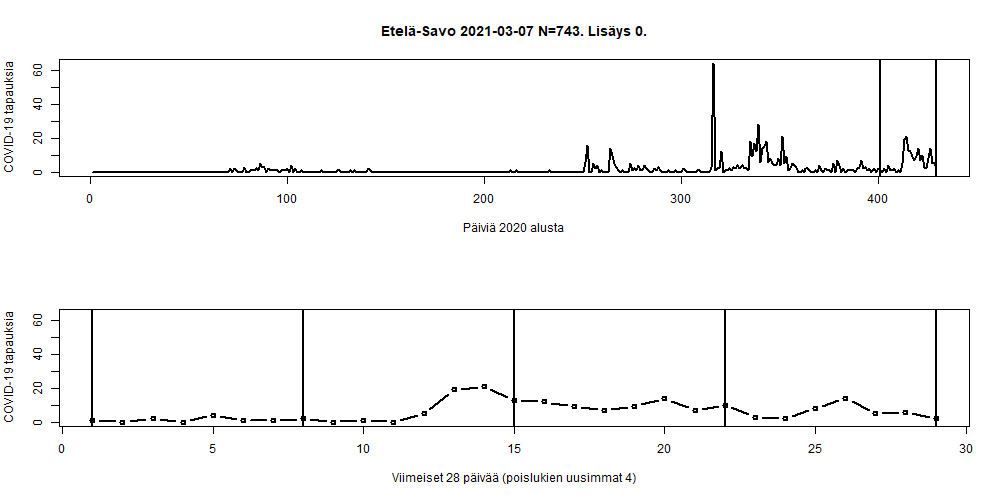 Etelä-Savo 2021-03-07 N=743. Lisäys 0.
COVID-19 tapauksia
60
40
20
0
0 100 200 300 400
Päiviä 2020 alusta
COVID-19 tapauksia
60
40
20
0
0 5 10 15 20 25 30
Viimeiset 28 päivää (poislukien uusimmat 4)